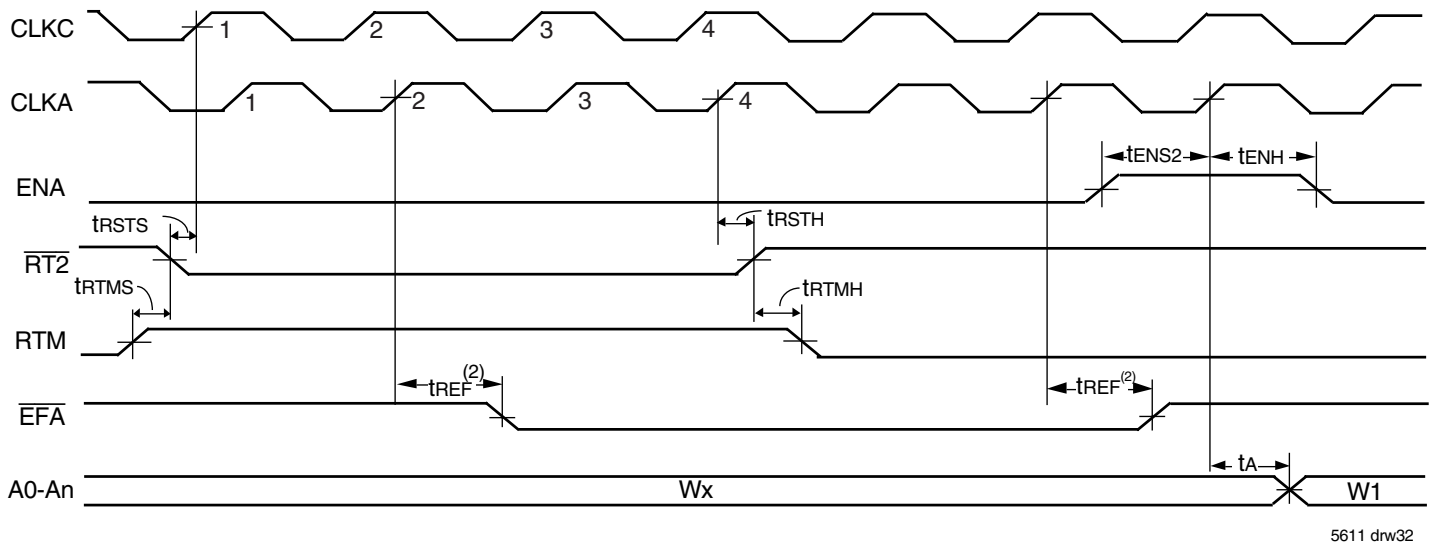 CLKC 1 2 3 4
CLKA 1 2 3 4
ENA tENS2 tENH
tRSTS tRSTH
RT2
tRTMS tRTMH
RTM
tREF(2) tREF(2)
EFA
tA
A0-An Wx W1
5611 drw32